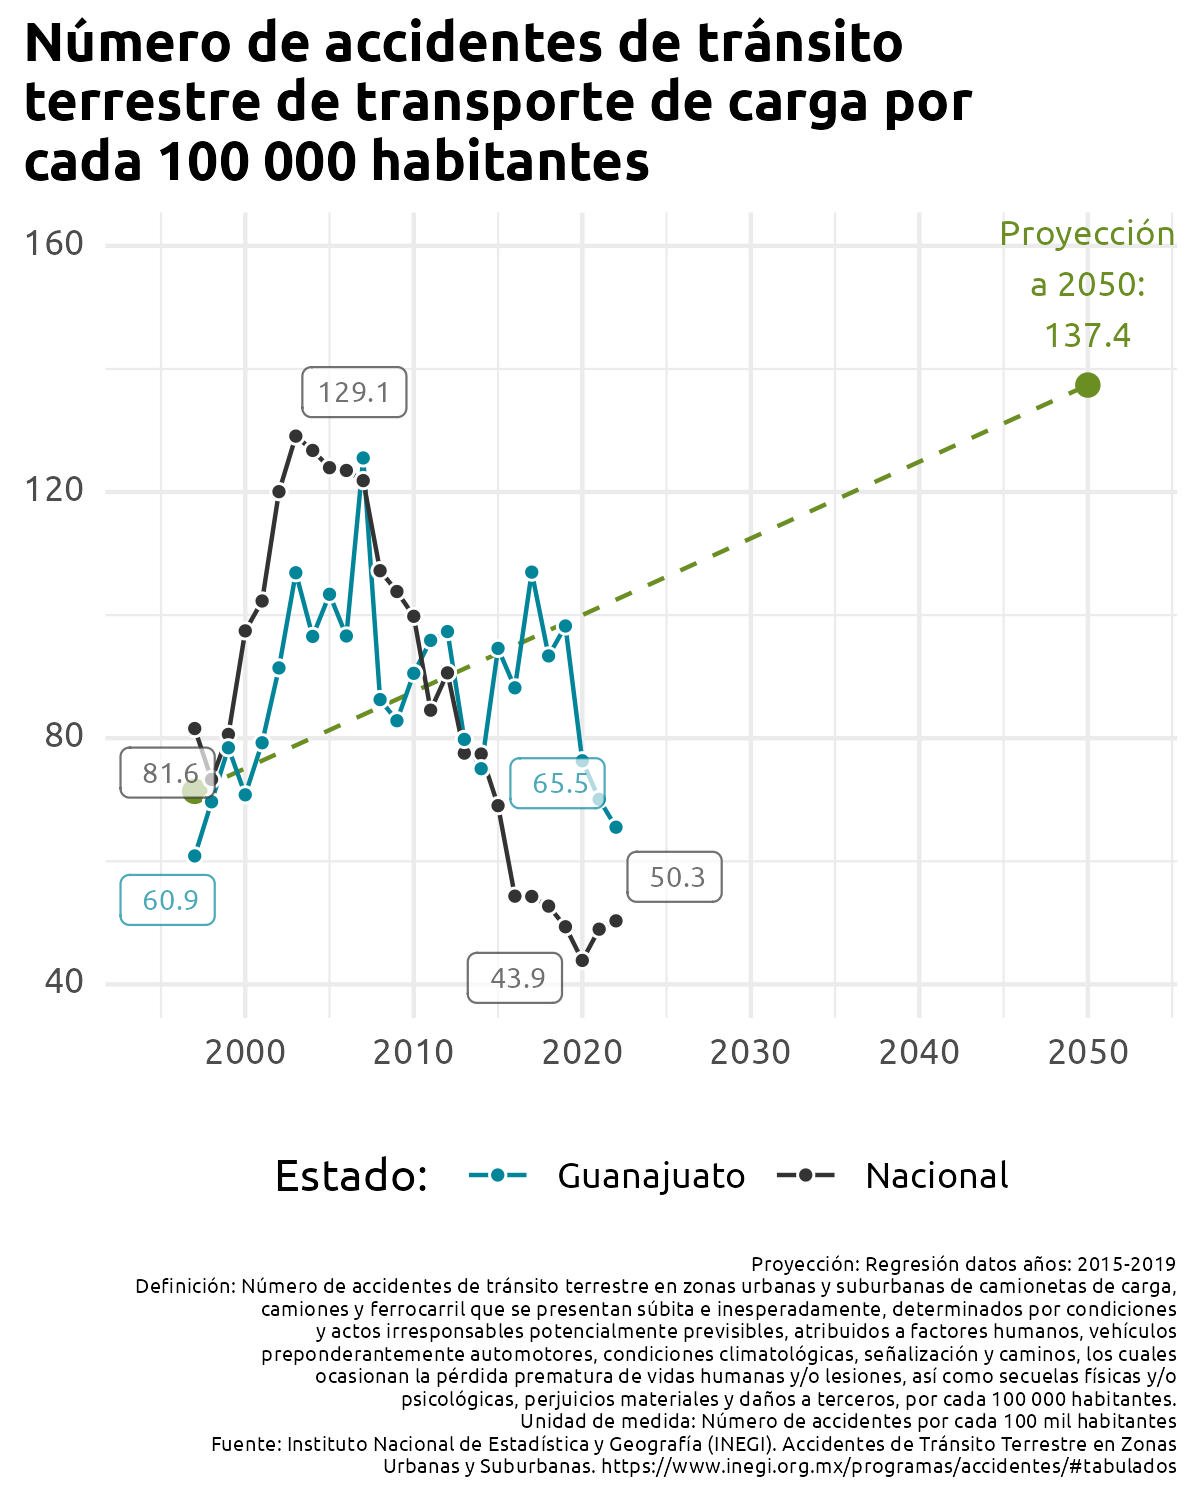 Número de accidentes de tránsito
terrestre de transporte de carga por
cada 100 000 habitantes
Proyección
a 2050:
137.4
160
120
80
40
129.1
81.6
65.5
60.9
50.3
43.9
2000 2010 2020 2030 2040 2050
Estado: Guanajuato Nacional
Proyección: Regresión datos años: 2015-2019
Definición: Número de accidentes de tránsito terrestre en zonas urbanas y suburbanas de camionetas de carga,
camiones y ferrocarril que se presentan súbita e inesperadamente, determinados por condiciones
y actos irresponsables potencialmente previsibles, atribuidos a factores humanos, vehículos
preponderantemente automotores, condiciones climatológicas, señalización y caminos, los cuales
ocasionan la pérdida prematura de vidas humanas y/o lesiones, así como secuelas físicas y/o
psicológicas, perjuicios materiales y daños a terceros, por cada 100 000 habitantes.
Unidad de medida: Número de accidentes por cada 100 mil habitantes
Fuente: Instituto Nacional de Estadística y Geografía (INEGI). Accidentes de Tránsito Terrestre en Zonas
Urbanas y Suburbanas. https://www.inegi.org.mx/programas/accidentes/#tabulados